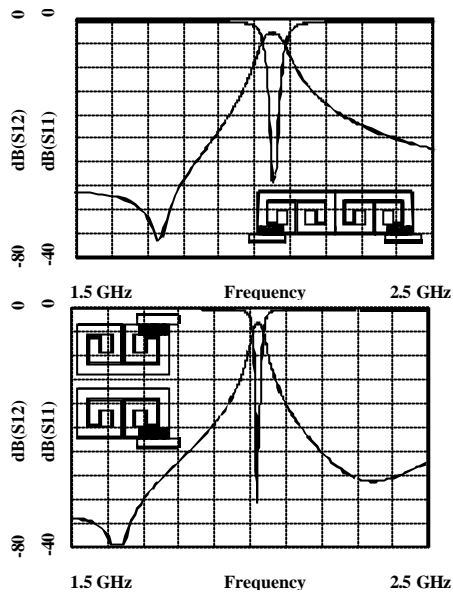 0 0
dB(S12)
dB(S11)
-80 -40
1.5 GHz Frequency 2.5 GHz
0 0
dB(S12)
dB(S11)
-80 -40
1.5 GHz Frequency 2.5 GHz